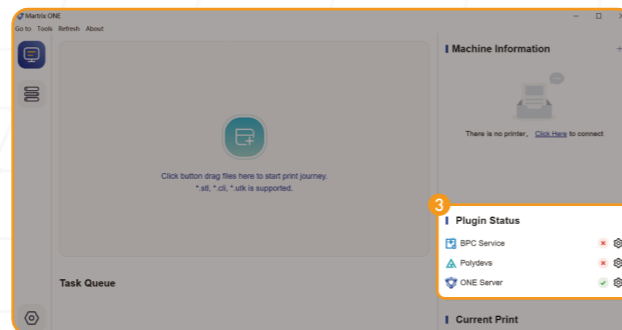 Martrix ONE
Go to Tools Refresh About
Machine Information
There is no printer, Click Here to connect
Click button drag files here to start print journey.
*.stl, *.cli, *.utk is supported.
3
Plugin Status
BPC Service
Polydevs
ONE Server
Task Queue
Current Print